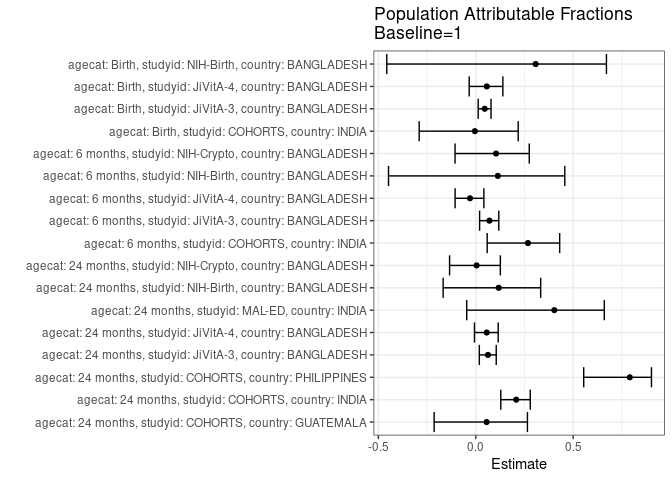 Population Attributable Fractions
Baseline=1
agecat: Birth, studyid: NIH-Birth, country: BANGLADESH
agecat: Birth, studyid: JiVitA-4, country: BANGLADESH
agecat: Birth, studyid: JiVitA-3, country: BANGLADESH
agecat: Birth, studyid: COHORTS, country: INDIA
agecat: 6 months, studyid: NIH-Crypto, country: BANGLADESH
agecat: 6 months, studyid: NIH-Birth, country: BANGLADESH
agecat: 6 months, studyid: JiVitA-4, country: BANGLADESH
agecat: 6 months, studyid: JiVitA-3, country: BANGLADESH
agecat: 6 months, studyid: COHORTS, country: INDIA
agecat: 24 months, studyid: NIH-Crypto, country: BANGLADESH
agecat: 24 months, studyid: NIH-Birth, country: BANGLADESH
agecat: 24 months, studyid: MAL-ED, country: INDIA
agecat: 24 months, studyid: JiVitA-4, country: BANGLADESH
agecat: 24 months, studyid: JiVitA-3, country: BANGLADESH
agecat: 24 months, studyid: COHORTS, country: PHILIPPINES
agecat: 24 months, studyid: COHORTS, country: INDIA
agecat: 24 months, studyid: COHORTS, country: GUATEMALA
-0.5 0.0 0.5
Estimate